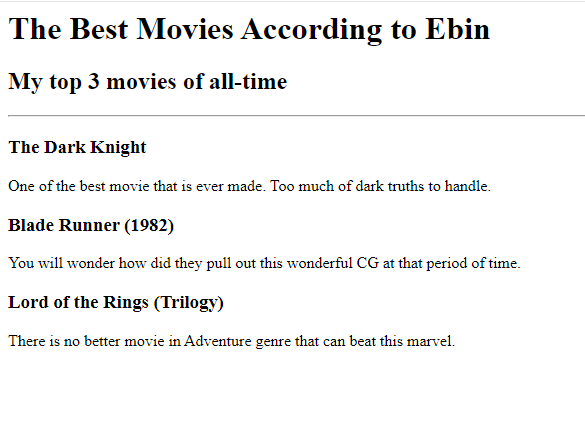 The Best Movies According to Ebin
My top 3 movies of all-time
The Dark Knight
One of the best movie that is ever made. Too much of dark truths to handle.
Blade Runner (1982)
You will wonder how did they pull out this wonderful CG at that period of time.
Lord of the Rings (Trilogy)
There is no better movie in Adventure genre that can beat this marvel.